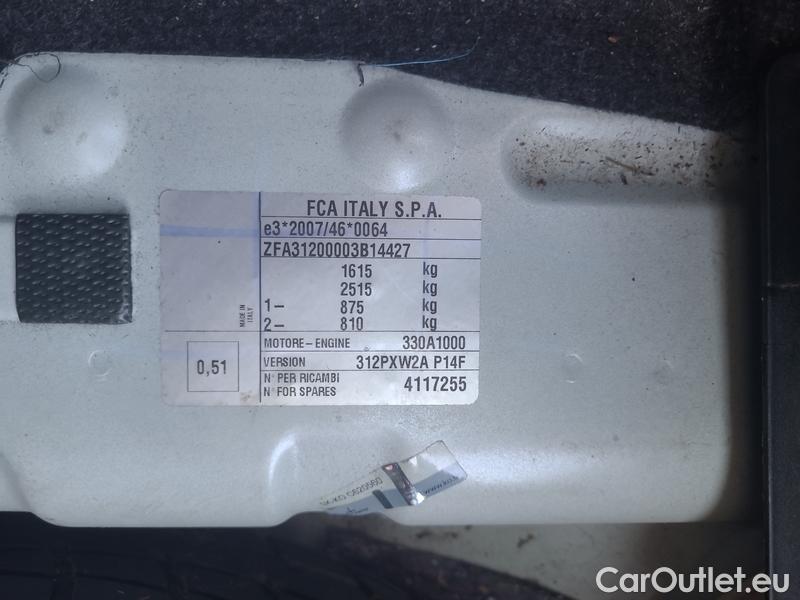 FCA ITALY S.P.A.
e3*2007/46*0064
ZFA31200003B14427
1615 kg
2515 kg
1– 875 kg
2– 810 kg
MADE IN ITALY
MOTORE–ENGINE 330A1000
0,51
VERSION 312PXW2A P14F
N° PER RICAMBI
N° FOR SPARES
4117255
C620560
CarOutlet.eu